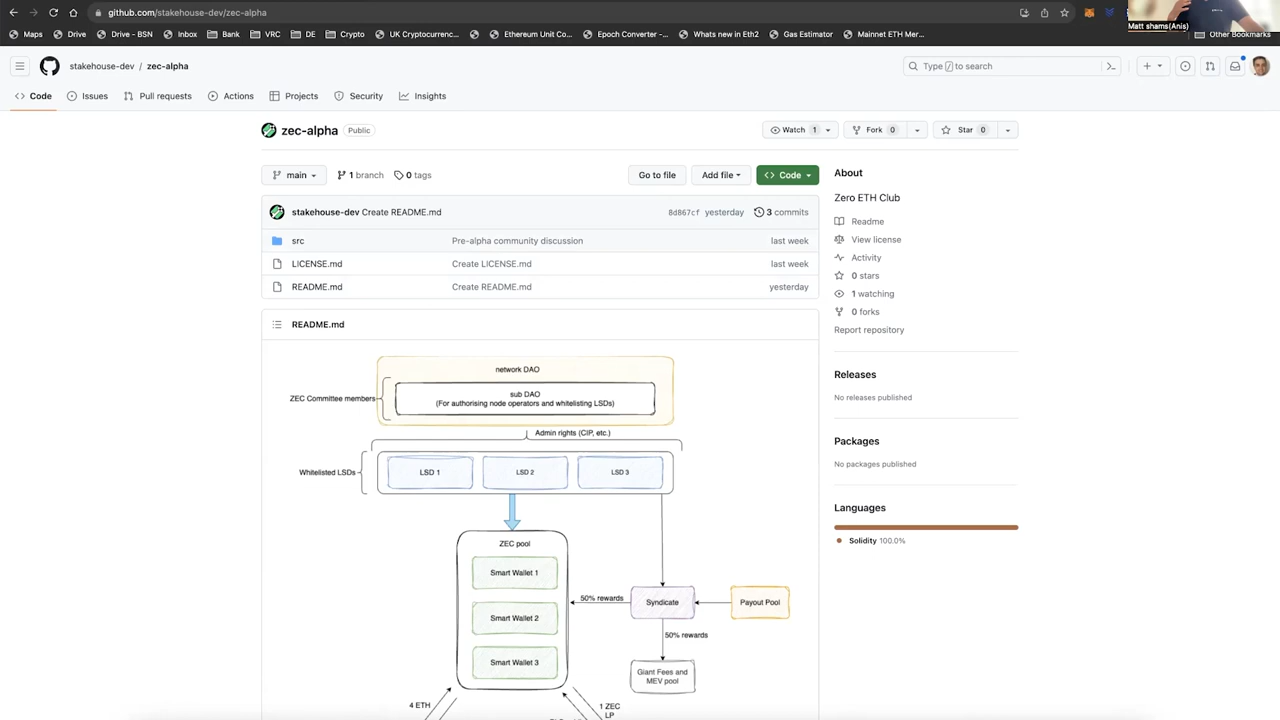 github.com/stakehouse-dev/zec-alpha
Matt shams(Anis)
Maps Drive Drive – BSN Inbox Bank VRC DE Crypto UK Cryptocurrenc... Ethereum Unit Co... Epoch Converter -... Whats new in Eth2 Gas Estimator Mainnet ETH Mer... Other Bookmarks
stakehouse-dev / zec-alpha
Type / to search
Code Issues Pull requests Actions Projects Security Insights
zec-alpha Public
Watch 1 Fork 0 Star 0
main 1 branch 0 tags Go to file Add file Code
stakehouse-dev Create README.md 8d867cf yesterday 3 commits
src Pre-alpha community discussion last week
LICENSE.md Create LICENSE.md last week
README.md Create README.md yesterday
README.md
network DAO
ZEC Committee members
sub DAO
(For authorising node operators and whitelisting LSDs)
Admin rights (CIP, etc.)
Whitelisted LSDs
LSD 1 LSD 2 LSD 3
ZEC pool
Smart Wallet 1
Smart Wallet 2
Smart Wallet 3
50% rewards
Syndicate
Payout Pool
50% rewards
Giant Fees and
MEV pool
4 ETH
1 ZEC
LP
About
Zero ETH Club
Readme
View license
Activity
0 stars
1 watching
0 forks
Report repository
Releases
No releases published
Packages
No packages published
Languages
Solidity 100.0%